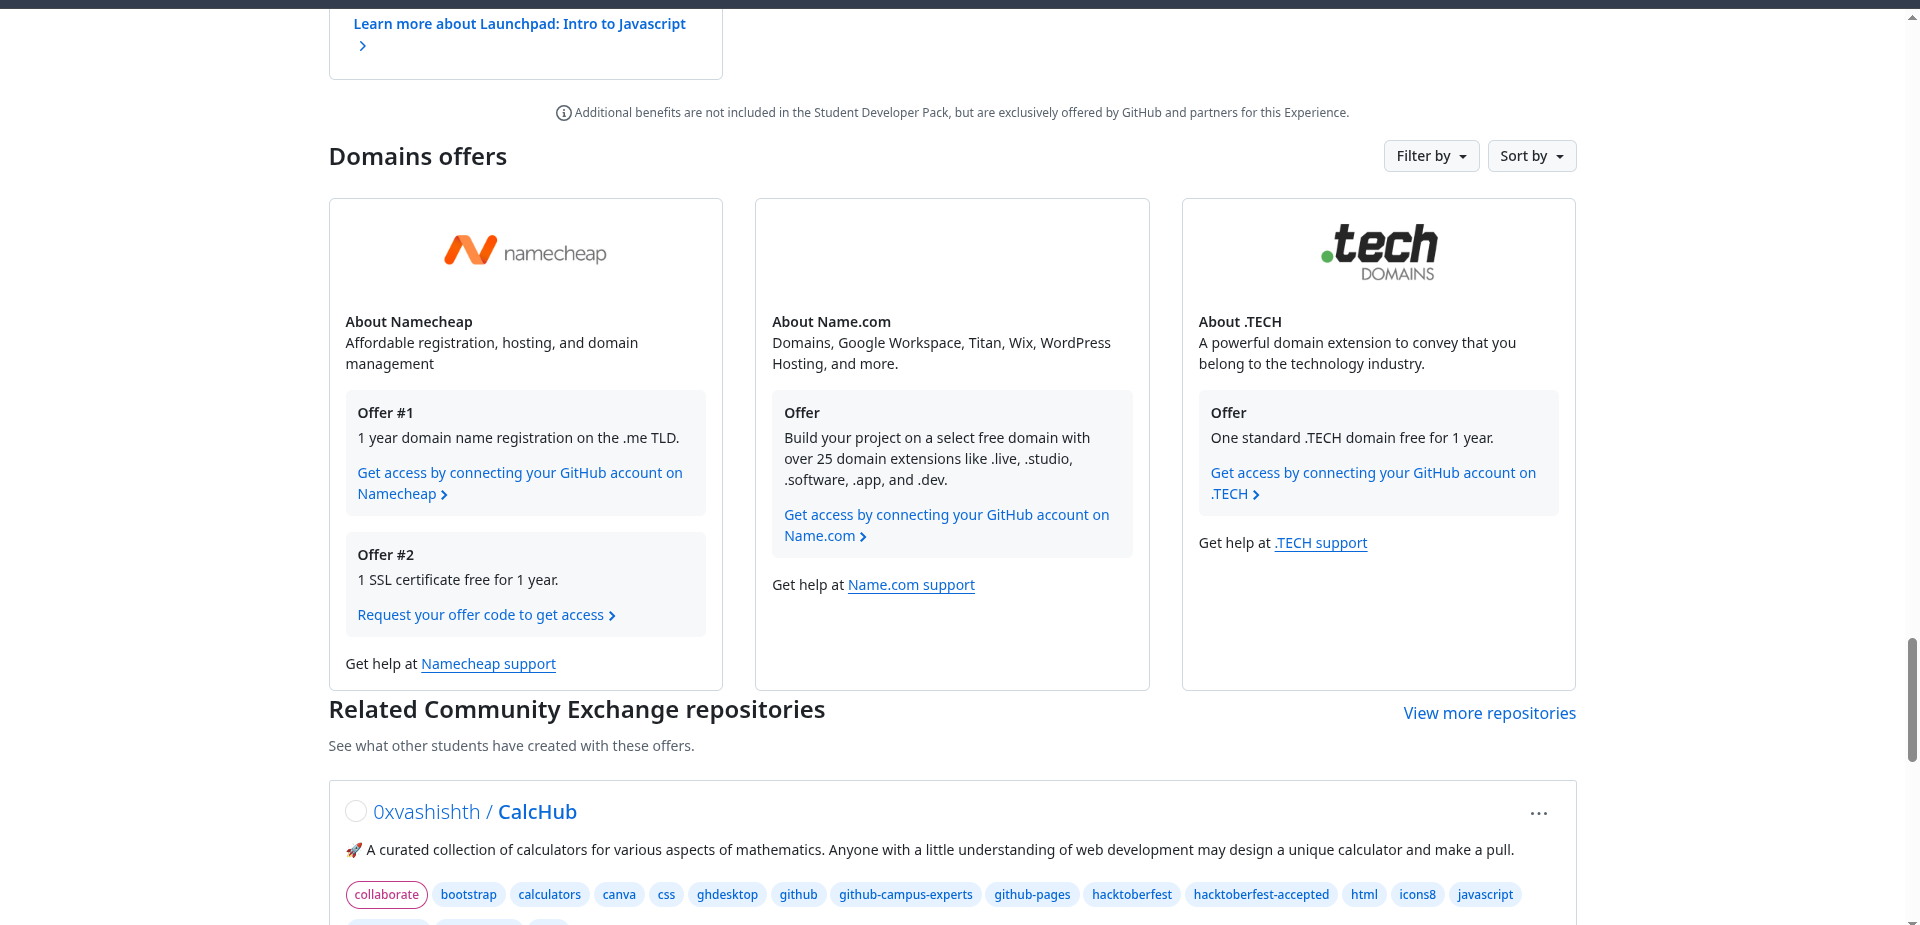 Learn more about Launchpad: Intro to Javascript
Additional benefits are not included in the Student Developer Pack, but are exclusively offered by GitHub and partners for this Experience.
Domains offers
Filter by
Sort by
namecheap
About Namecheap
Affordable registration, hosting, and domain
management
Offer #1
1 year domain name registration on the .me TLD.
Get access by connecting your GitHub account on
Namecheap
Offer #2
1 SSL certificate free for 1 year.
Request your offer code to get access
Get help at Namecheap support
About Name.com
Domains, Google Workspace, Titan, Wix, WordPress
Hosting, and more.
Offer
Build your project on a select free domain with
over 25 domain extensions like .live, .studio,
.software, .app, and .dev.
Get access by connecting your GitHub account on
Name.com
Get help at Name.com support
.tech
DOMAINS
About .TECH
A powerful domain extension to convey that you
belong to the technology industry.
Offer
One standard .TECH domain free for 1 year.
Get access by connecting your GitHub account on
.TECH
Get help at .TECH support
Related Community Exchange repositories
View more repositories
See what other students have created with these offers.
0xvashishth / CalcHub
🚀 A curated collection of calculators for various aspects of mathematics. Anyone with a little understanding of web development may design a unique calculator and make a pull.
collaborate bootstrap calculators canva css ghdesktop github github-campus-experts github-pages hacktoberfest hacktoberfest-accepted html icons8 javascript